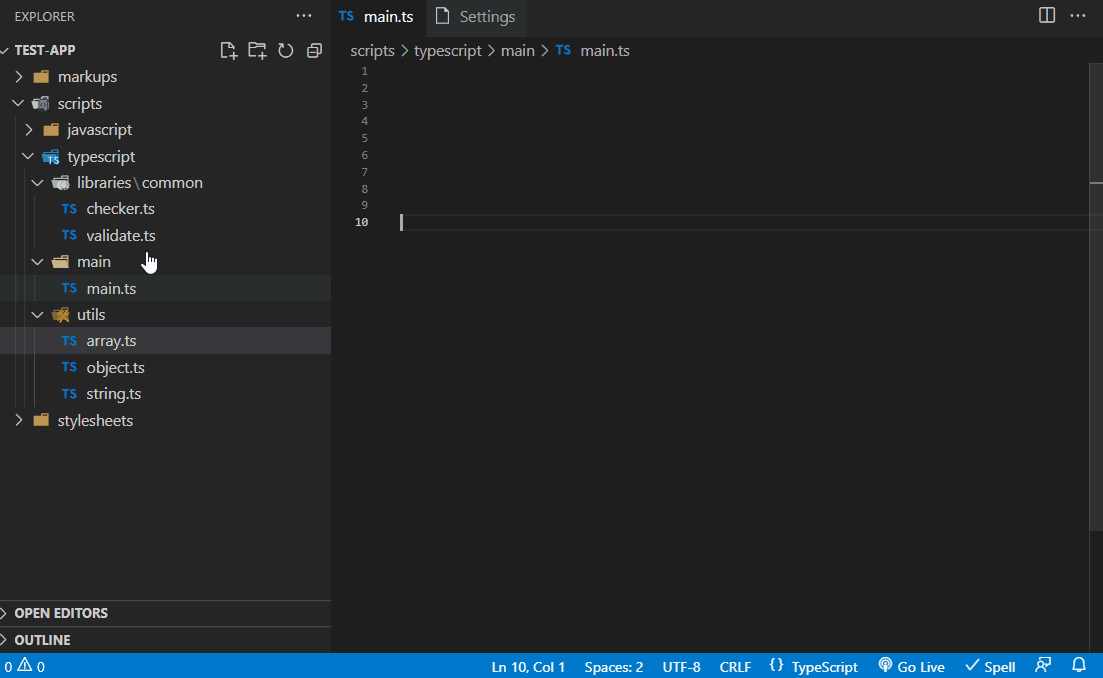 EXPLORER
TEST-APP
markups
scripts
javascript
TS typescript
libraries\common
TS checker.ts
TS validate.ts
main
TS main.ts
utils
TS array.ts
TS object.ts
TS string.ts
stylesheets
OPEN EDITORS
OUTLINE
TS main.ts Settings
scripts > typescript > main > TS main.ts
1
2
3
4
5
6
7
8
9
10
0 0 Ln 10, Col 1 Spaces: 2 UTF-8 CRLF {} TypeScript Go Live Spell